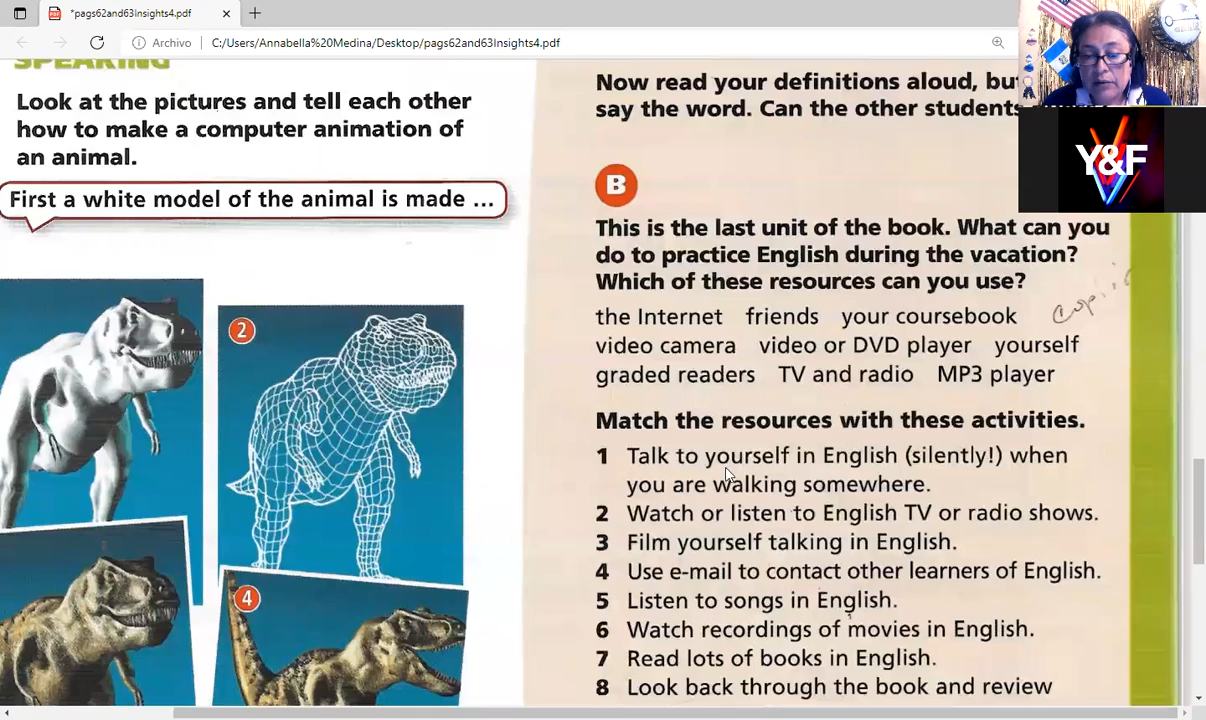 *pags62and63Insights4.pdf
Archivo
C:/Users/Annabella%20Medina/Desktop/pags62and63Insights4.pdf
SPEAKING
Look at the pictures and tell each other
how to make a computer animation of
an animal.
First a white model of the animal is made ...
2
4
Now read your definitions aloud,
say the word. Can the other students
B
This is the last unit of the book. What can you
do to practice English during the vacation?
Which of these resources can you use?
the Internet friends your coursebook
video camera video or DVD player yourself
graded readers TV and radio MP3 player
Match the resources with these activities.
1 Talk to yourself in English (silently!) when
you are walking somewhere.
2 Watch or listen to English TV or radio shows.
3 Film yourself talking in English.
4 Use e-mail to contact other learners of English.
5 Listen to songs in English.
6 Watch recordings of movies in English.
7 Read lots of books in English.
8 Look back through the book and review
Y&F